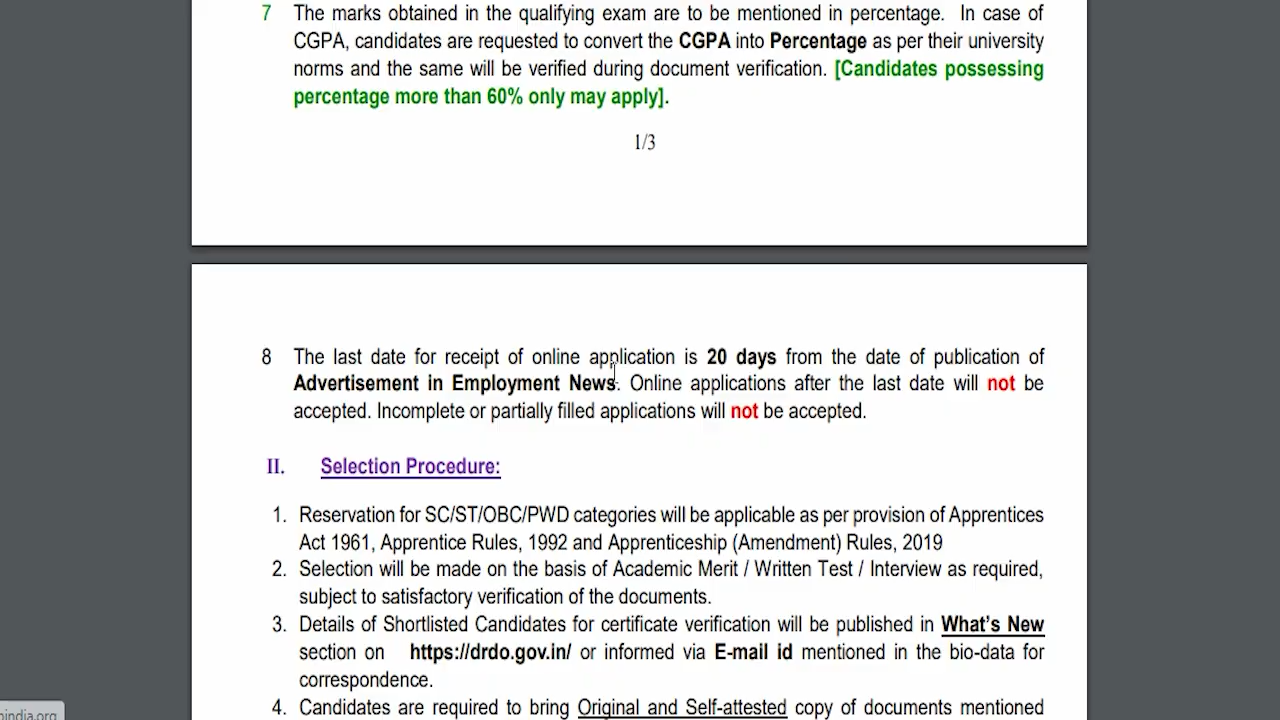 7 The marks obtained in the qualifying exam are to be mentioned in percentage. In case of
CGPA, candidates are requested to convert the CGPA into Percentage as per their university
norms and the same will be verified during document verification. [Candidates possessing
percentage more than 60% only may apply].
1/3
8 The last date for receipt of online application is 20 days from the date of publication of
Advertisement in Employment News. Online applications after the last date will not be
accepted. Incomplete or partially filled applications will not be accepted.
II. Selection Procedure:
1. Reservation for SC/ST/OBC/PWD categories will be applicable as per provision of Apprentices
Act 1961, Apprentice Rules, 1992 and Apprenticeship (Amendment) Rules, 2019
2. Selection will be made on the basis of Academic Merit / Written Test / Interview as required,
subject to satisfactory verification of the documents.
3. Details of Shortlisted Candidates for certificate verification will be published in What's New
section on https://drdo.gov.in/ or informed via E-mail id mentioned in the bio-data for
correspondence.
4. Candidates are required to bring Original and Self-attested copy of documents mentioned